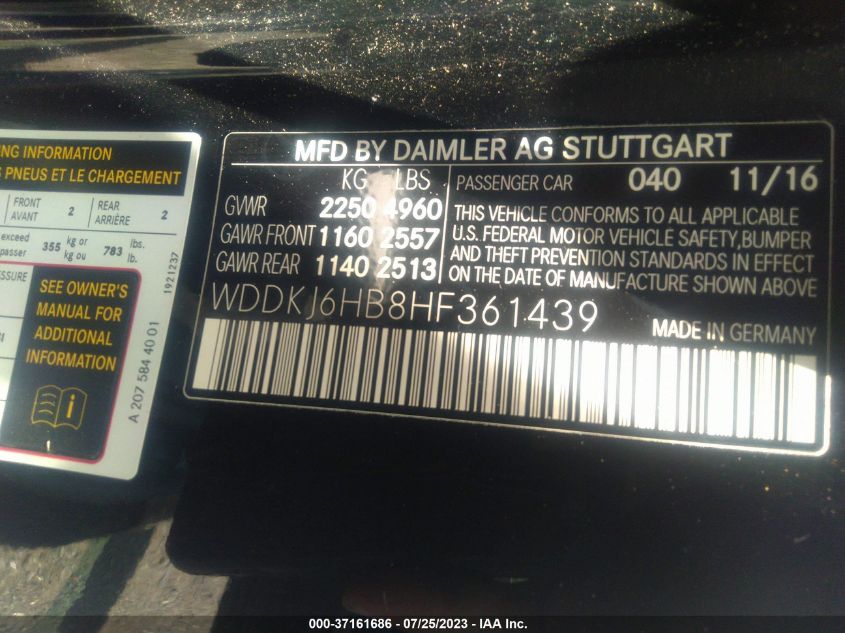 NG INFORMATION
PNEUS ET LE CHARGEMENT
FRONT AVANT 2 REAR ARRIÈRE 2
exceed
passer 355 kg or kg ou 783 lbs. lb.
SSURE
SEE OWNER'S
MANUAL FOR
ADDITIONAL
INFORMATION
1921237
A 207 584 40 01
MFD BY DAIMLER AG STUTTGART
KG LBS
GVWR 2250 4960
GAWR FRONT 1160 2557
GAWR REAR 1140 2513
PASSENGER CAR 040 11/16
THIS VEHICLE CONFORMS TO ALL APPLICABLE
U.S. FEDERAL MOTOR VEHICLE SAFETY,BUMPER
AND THEFT PREVENTION STANDARDS IN EFFECT
ON THE DATE OF MANUFACTURE SHOWN ABOVE
WDDKJ6HB8HF361439
MADE IN GERMANY
000-37161686 - 07/25/2023 - IAA Inc.